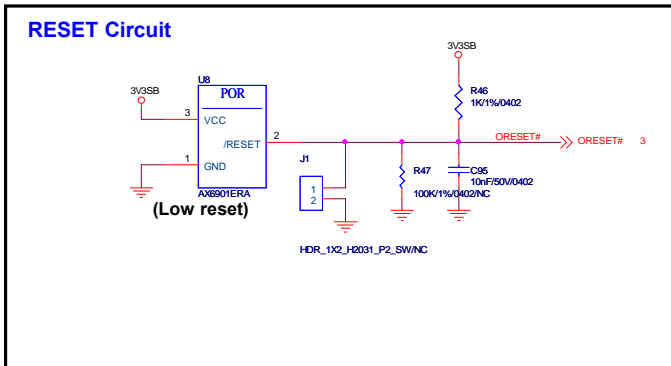 RESET Circuit
3V3SB
U8
POR
3V3SB
R46
1K/1%/0402
3
VCC
/RESET
2
ORESET#
ORESET# 3
1
GND
J1
1
2
R47
100K/1%/0402/NC
C95
10nF/50V/0402
AX6901ERA
(Low reset)
HDR_1X2_H2031_P2_SW/NC